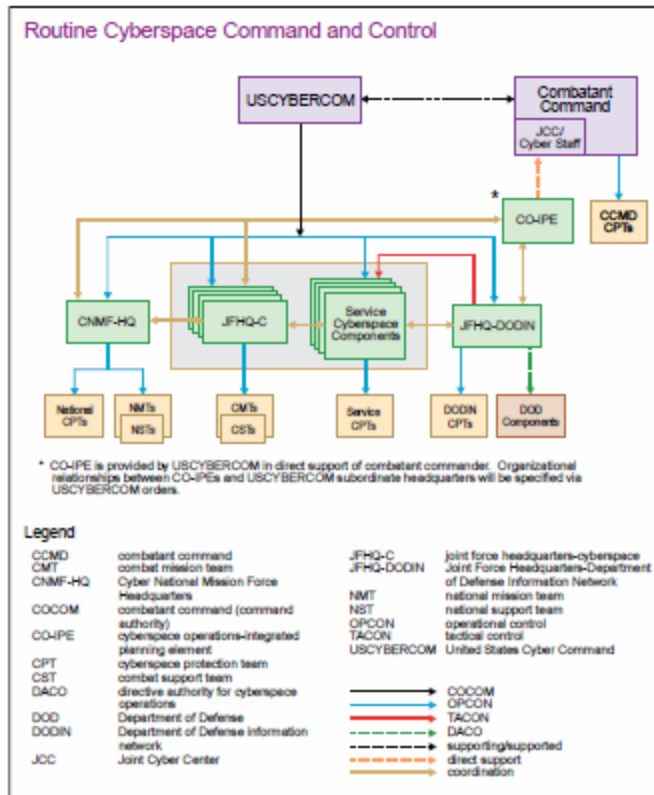 Routine Cyberspace Command and Control
USCYBERCOM
Combatant
Command
JCC/
Cyber Staff
*
CO-IPE
CCMD
CPTs
CNMF-HQ
JFHQ-C
Service
Cyberspace
Components
JFHQ-DODIN
National
CPTs
NMTs
NSTs
CMTs
CSTs
Service
CPTs
DODIN
CPTs
DOD
Components
* CO-IPE is provided by USCYBERCOM in direct support of combatant commander. Organizational
relationships between CO-IPEs and USCYBERCOM subordinate headquarters will be specified via
USCYBERCOM orders.
Legend
CCMD combatant command
CMT combat mission team
CNMF-HQ Cyber National Mission Force
Headquarters
COCOM combatant command (command
authority)
CO-IPE cyberspace operations-integrated
planning element
CPT cyberspace protection team
CST combat support team
DACO directive authority for cyberspace
operations
DOD Department of Defense
DODIN Department of Defense information
network
JCC Joint Cyber Center
JFHQ-C joint force headquarters-cyberspace
JFHQ-DODIN Joint Force Headquarters-Department
of Defense Information Network
NMT national mission team
NST national support team
OPCON operational control
TACON tactical control
USCYBERCOM United States Cyber Command
COCOM
OPCON
TACON
DACO
supporting/supported
direct support
coordination